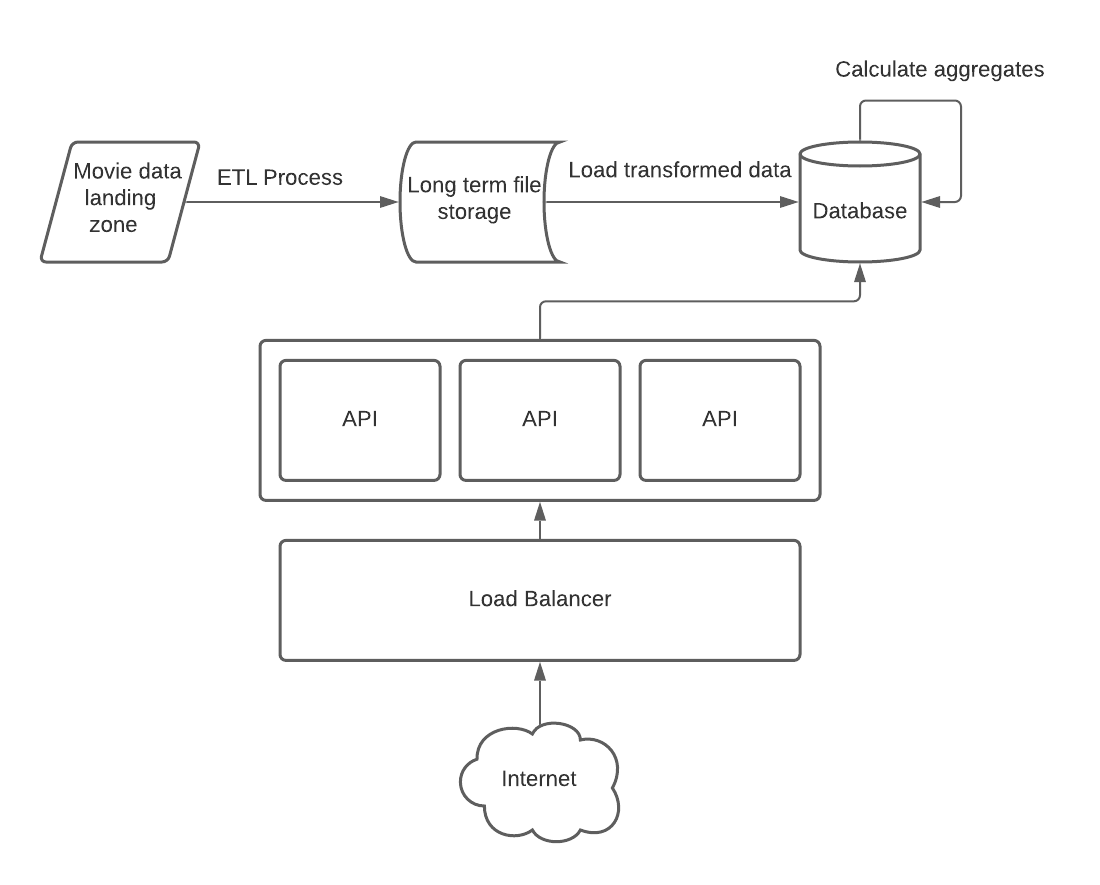 Calculate aggregates
Movie data
landing
zone
ETL Process
Long term file
storage
Load transformed data
Database
API
API
API
Load Balancer
Internet